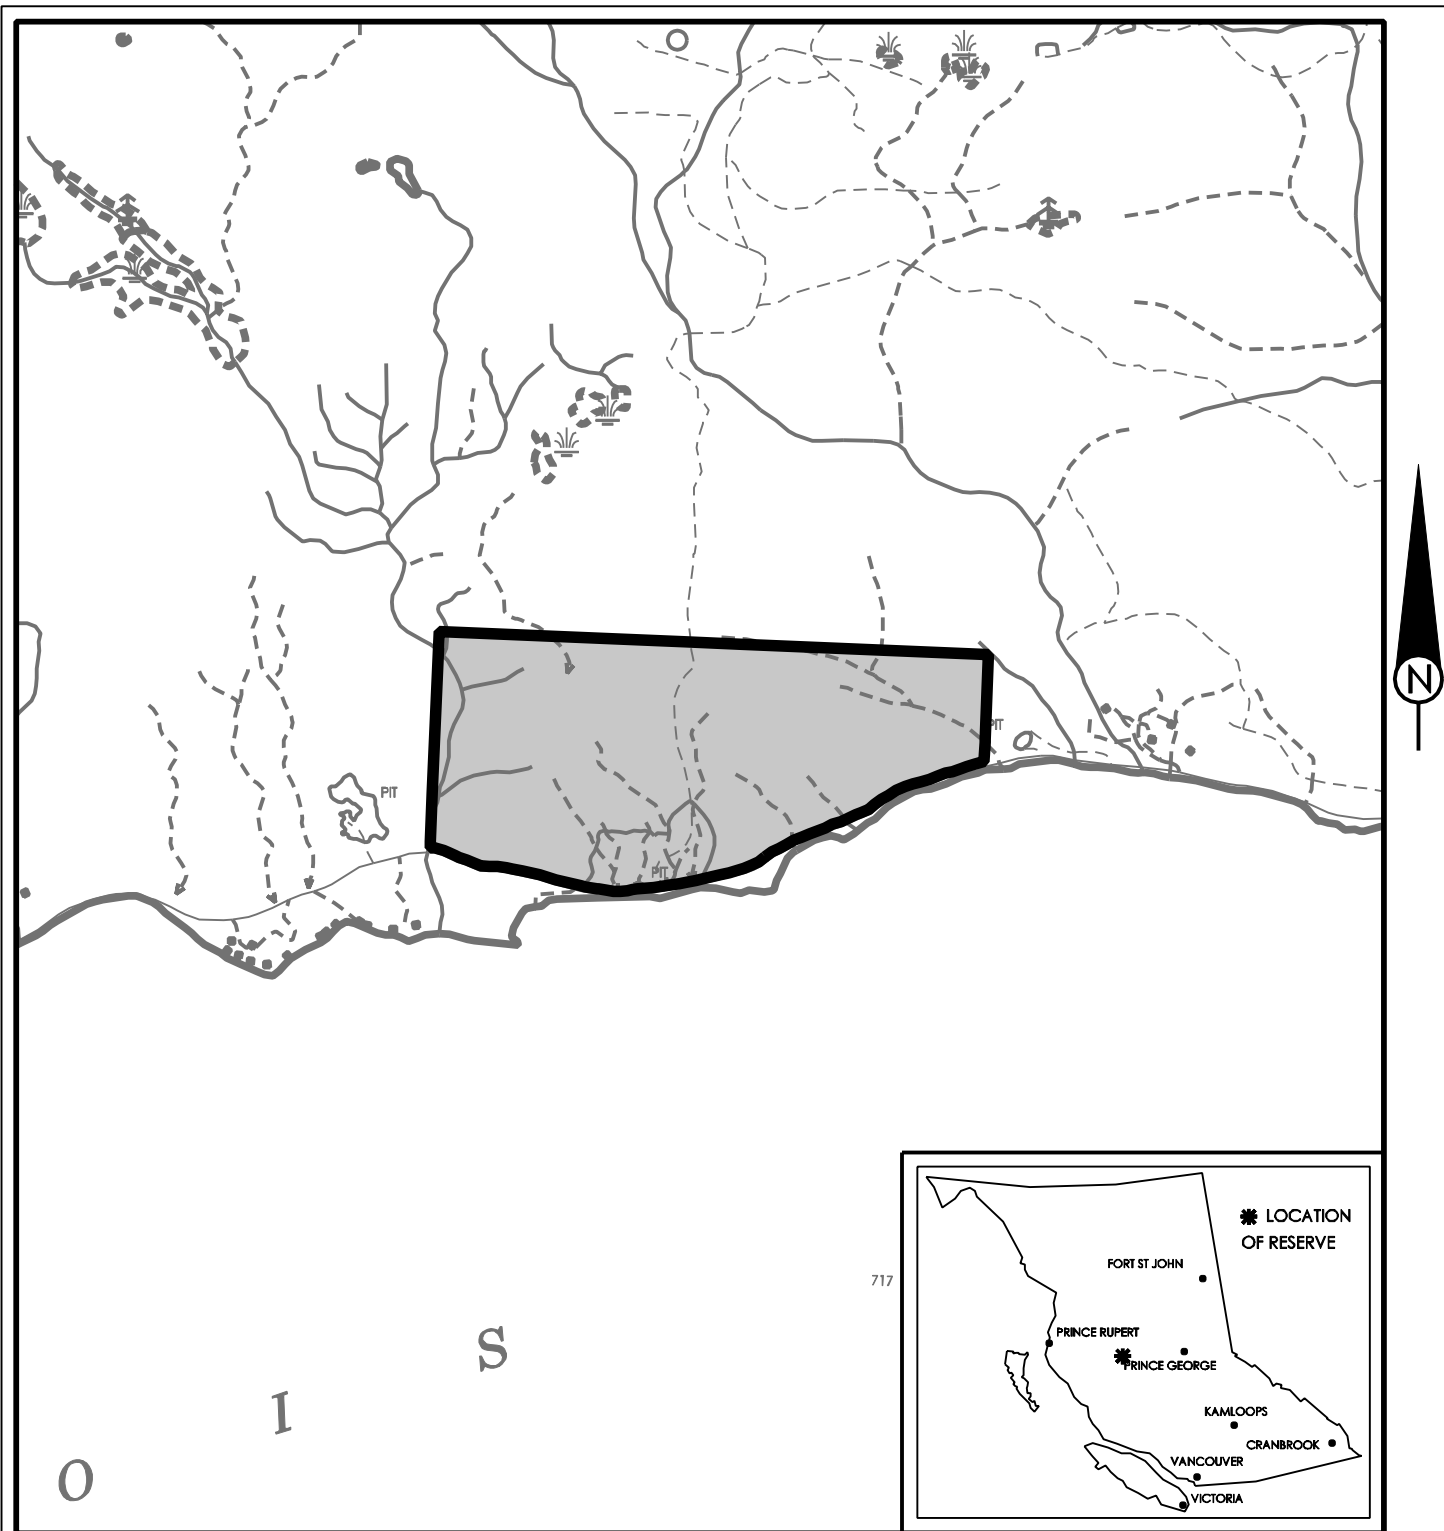 N
PIT
PIT
PIT
717
O I S
LOCATION
OF RESERVE
FORT ST JOHN
PRINCE RUPERT
PRINCE GEORGE
KAMLOOPS
CRANBROOK
VANCOUVER
VICTORIA